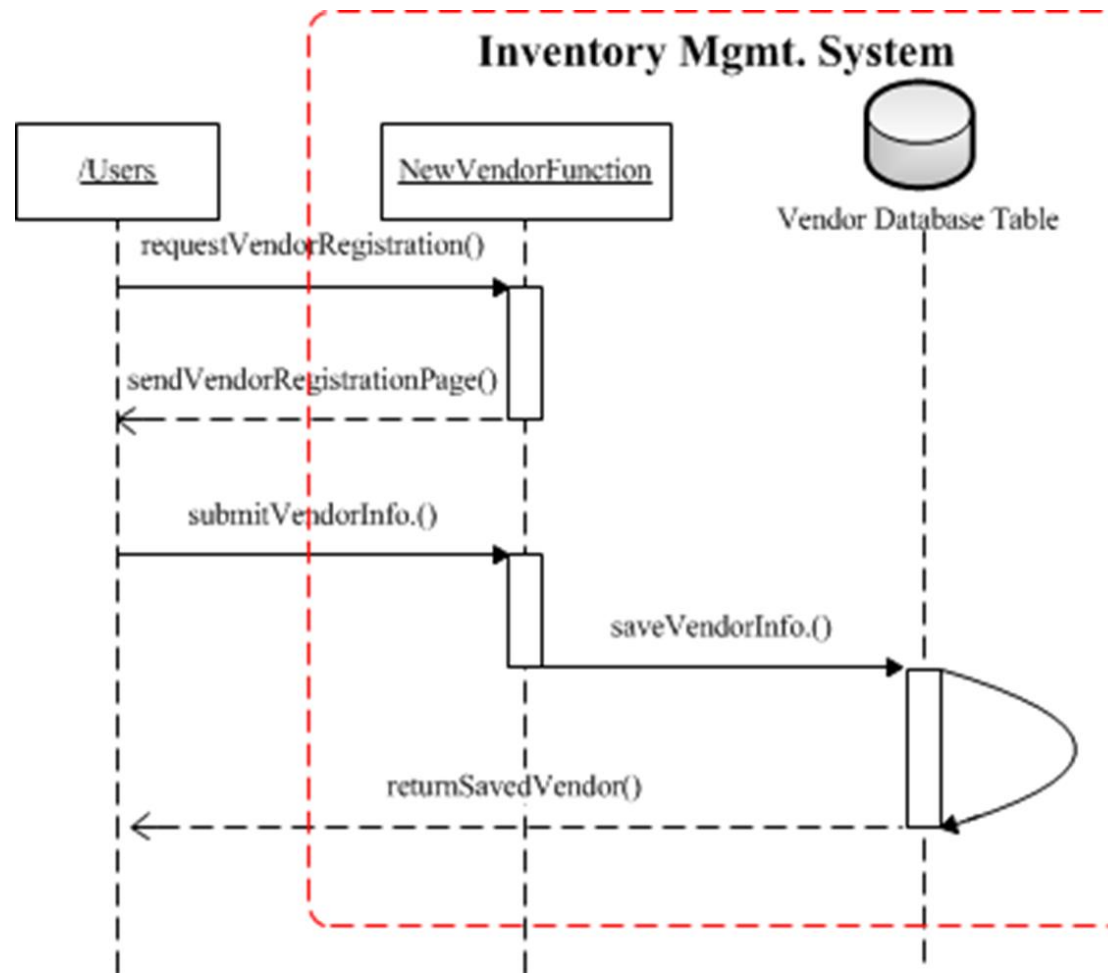 Inventory Mgmt. System
/Users
NewVendorFunction
Vendor Database Table
requestVendorRegistration()
sendVendorRegistrationPage()
submitVendorInfo.()
saveVendorInfo.()
returnSavedVendor()